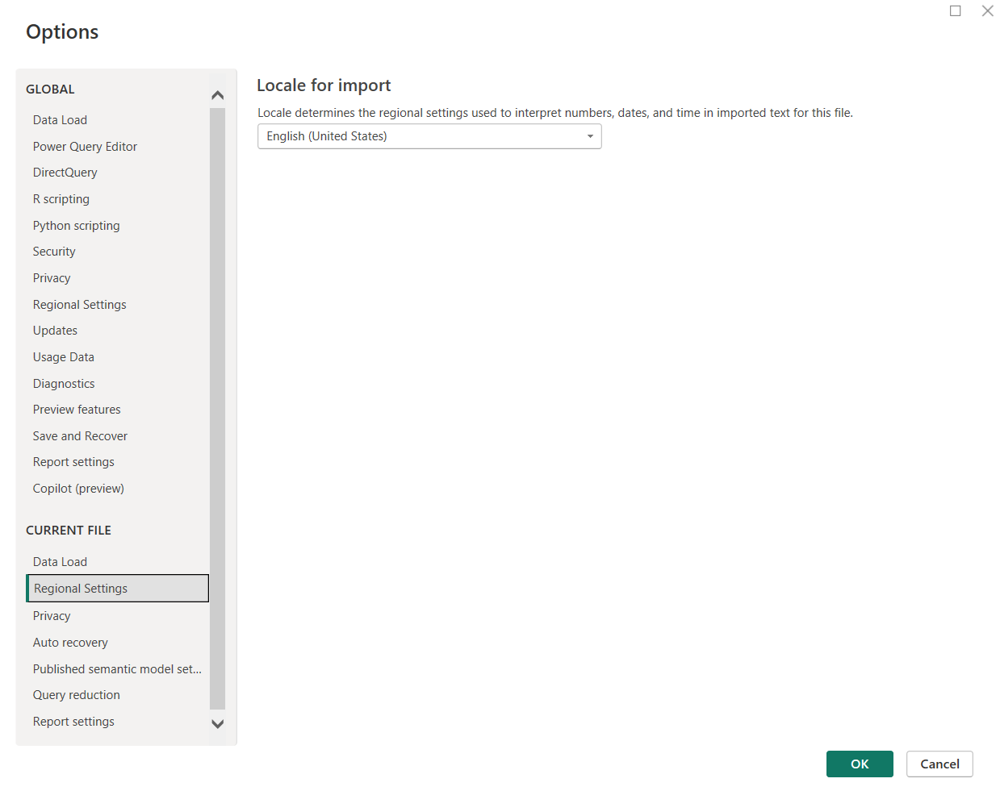 Options
GLOBAL
Data Load
Power Query Editor
DirectQuery
R scripting
Python scripting
Security
Privacy
Regional Settings
Updates
Usage Data
Diagnostics
Preview features
Save and Recover
Report settings
Copilot (preview)
CURRENT FILE
Data Load
Regional Settings
Privacy
Auto recovery
Published semantic model set...
Query reduction
Report settings
Locale for import
Locale determines the regional settings used to interpret numbers, dates, and time in imported text for this file.
English (United States)
OK
Cancel